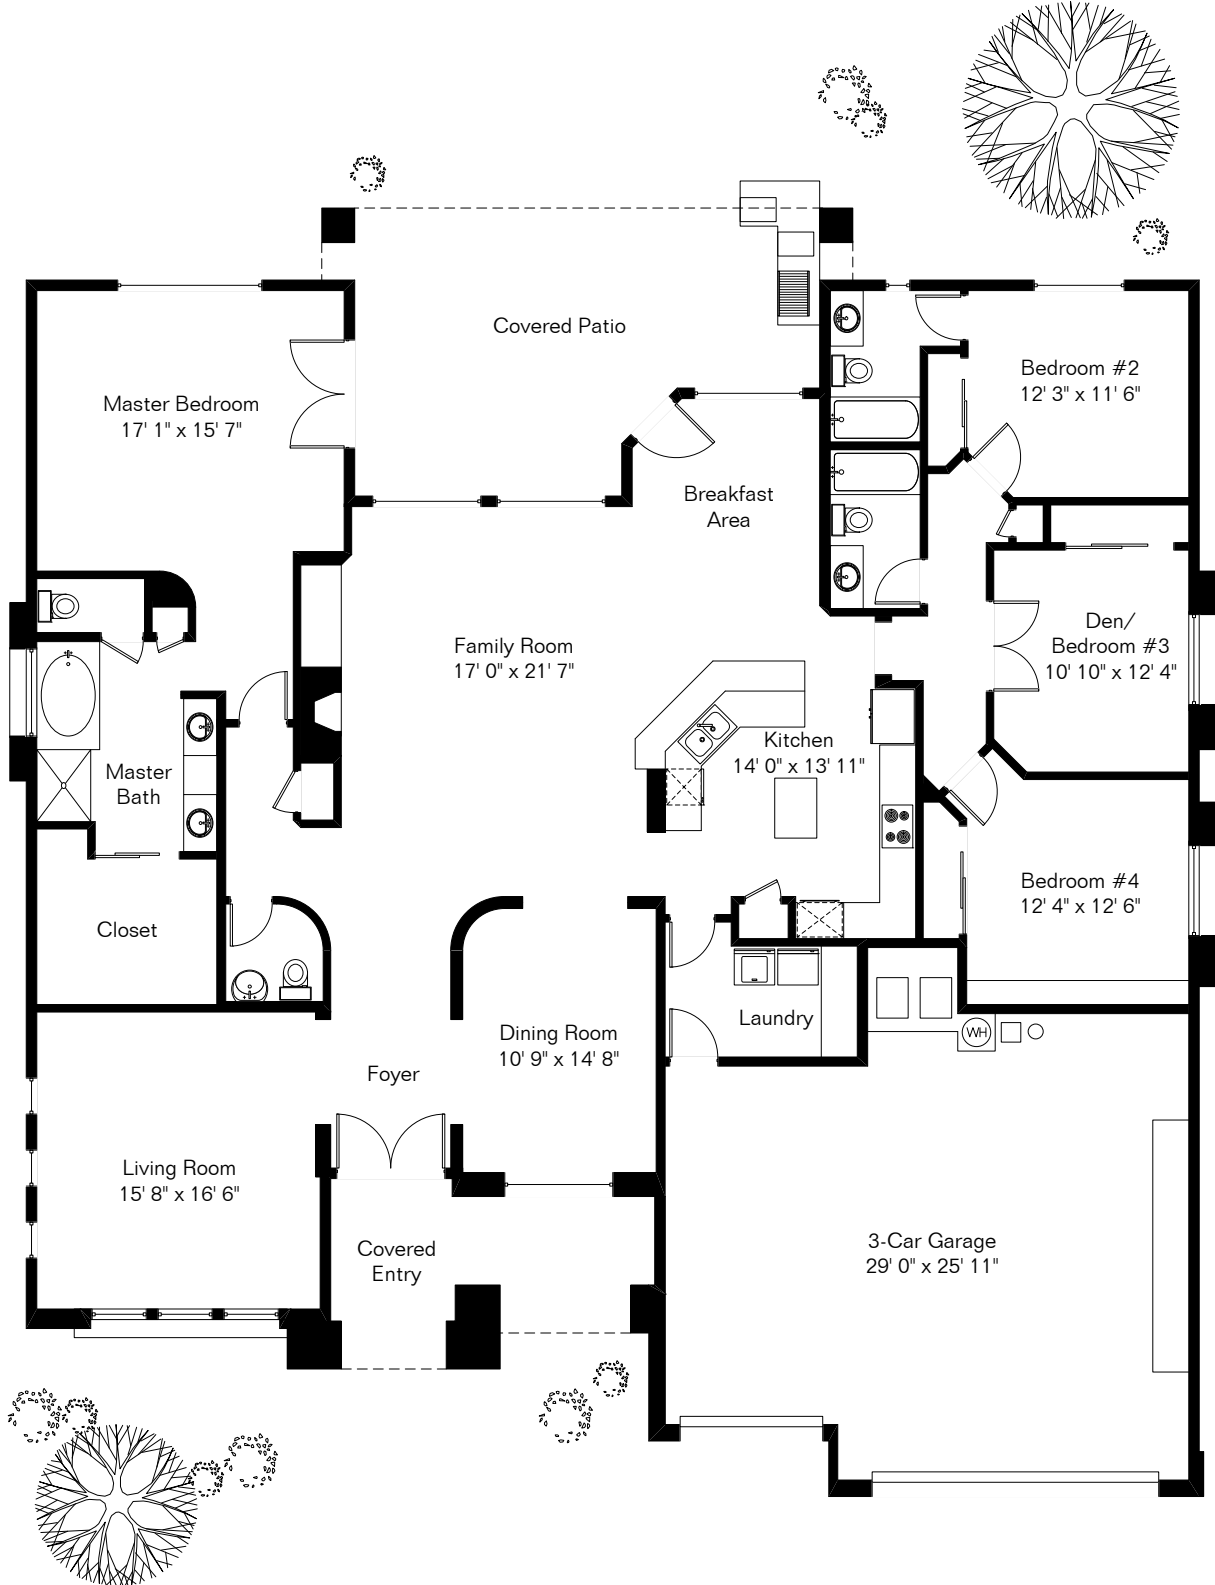 Covered Patio
Master Bedroom
17' 1" x 15' 7"
Bedroom #2
12' 3" x 11' 6"
Breakfast
Area
Family Room
17' 0" x 21' 7"
Den/
Bedroom #3
10' 10" x 12' 4"
Kitchen
14' 0" x 13' 11"
Master
Bath
Bedroom #4
12' 4" x 12' 6"
Closet
Laundry
WH
Dining Room
10' 9" x 14' 8"
Foyer
Living Room
15' 8" x 16' 6"
Covered
Entry
3-Car Garage
29' 0" x 25' 11"